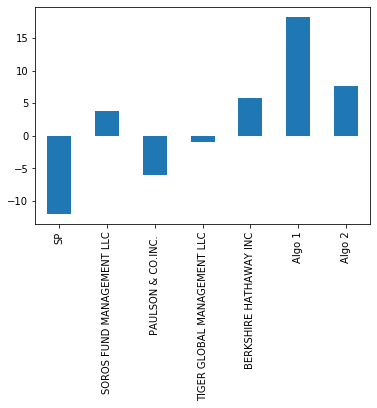 15
10
5
0
−5
−10
SP
SOROS FUND MANAGEMENT LLC
PAULSON & CO.INC.
TIGER GLOBAL MANAGEMENT LLC
BERKSHIRE HATHAWAY INC
Algo 1
Algo 2